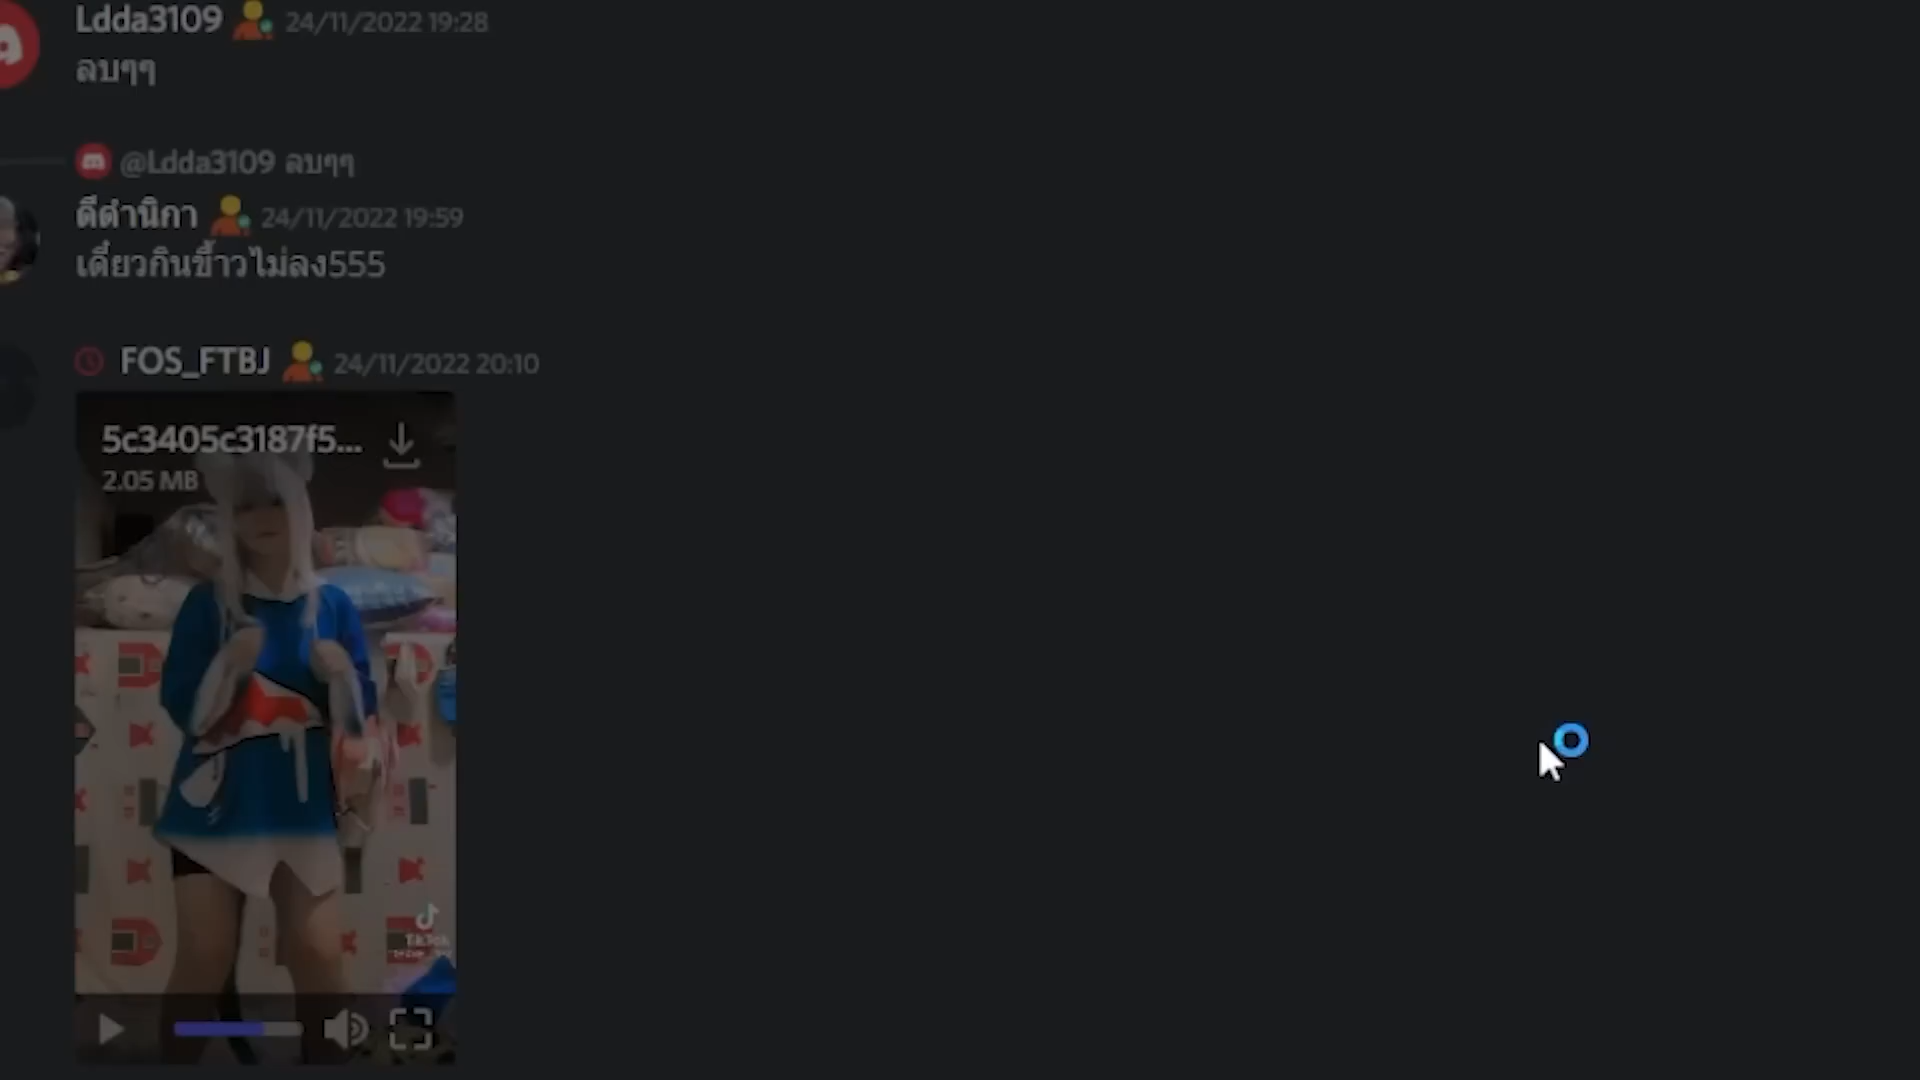 Ldda3109 24/11/2022 19:28
ลบๆๆ
@Ldda3109 ลบๆๆ
ดีดำนิกา 24/11/2022 19:59
เดี๋ยวกินข้าวไม่ลง555
FOS_FTBJ 24/11/2022 20:10
5c3405c3187f5...
2.05 MB
TikTok